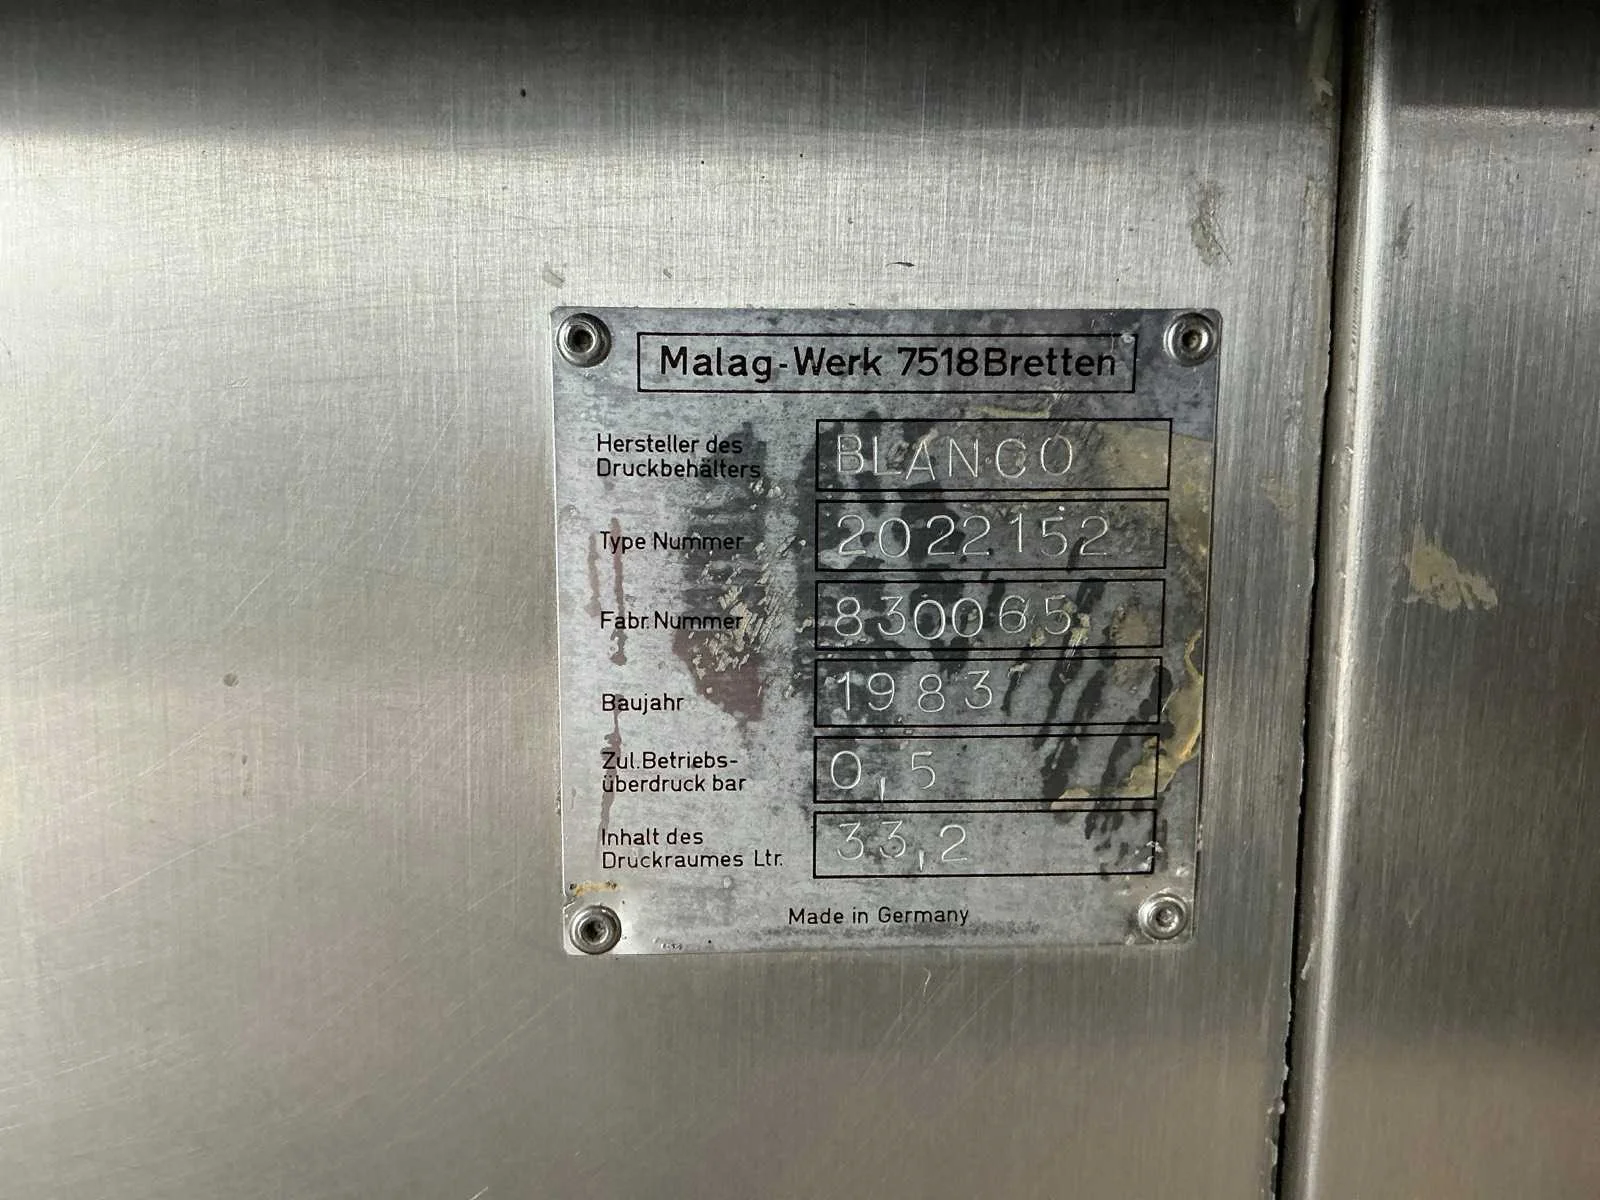 Malag-Werk 7518 Bretten
Hersteller des
Druckbehälters
BLANCO
Type Nummer
2022152
Fabr. Nummer
830065
Baujahr
1983
Zul. Betriebs-
überdruck bar
0,5
Inhalt des
Druckraumes Ltr.
33,2
Made in Germany